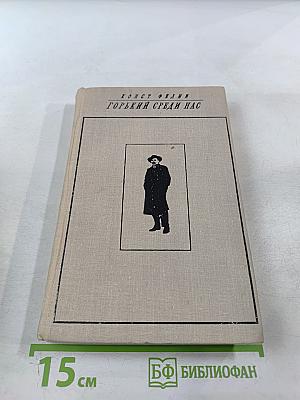 КОНСТ ФЕДИН
ГОРЬКИЙ СРЕДИ НАС
15 см
БФ БИБЛИОФАН